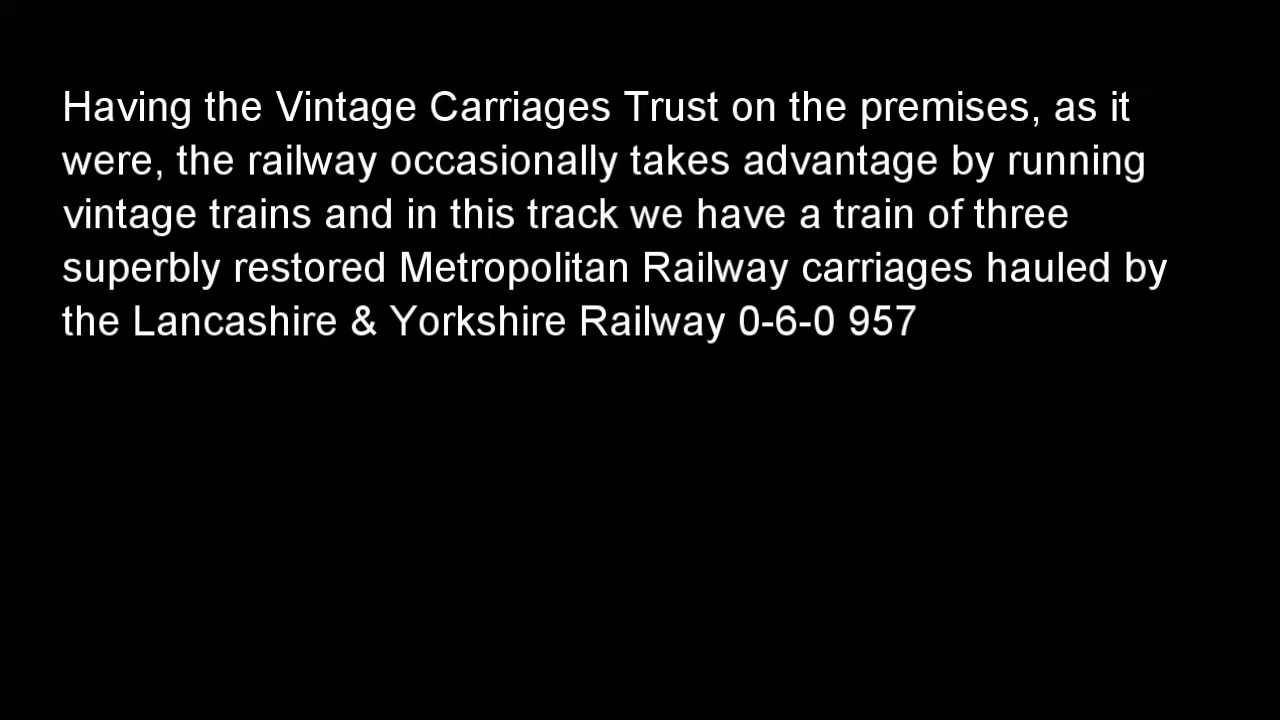 Having the Vintage Carriages Trust on the premises, as it
were, the railway occasionally takes advantage by running
vintage trains and in this track we have a train of three
superbly restored Metropolitan Railway carriages hauled by
the Lancashire & Yorkshire Railway 0-6-0 957